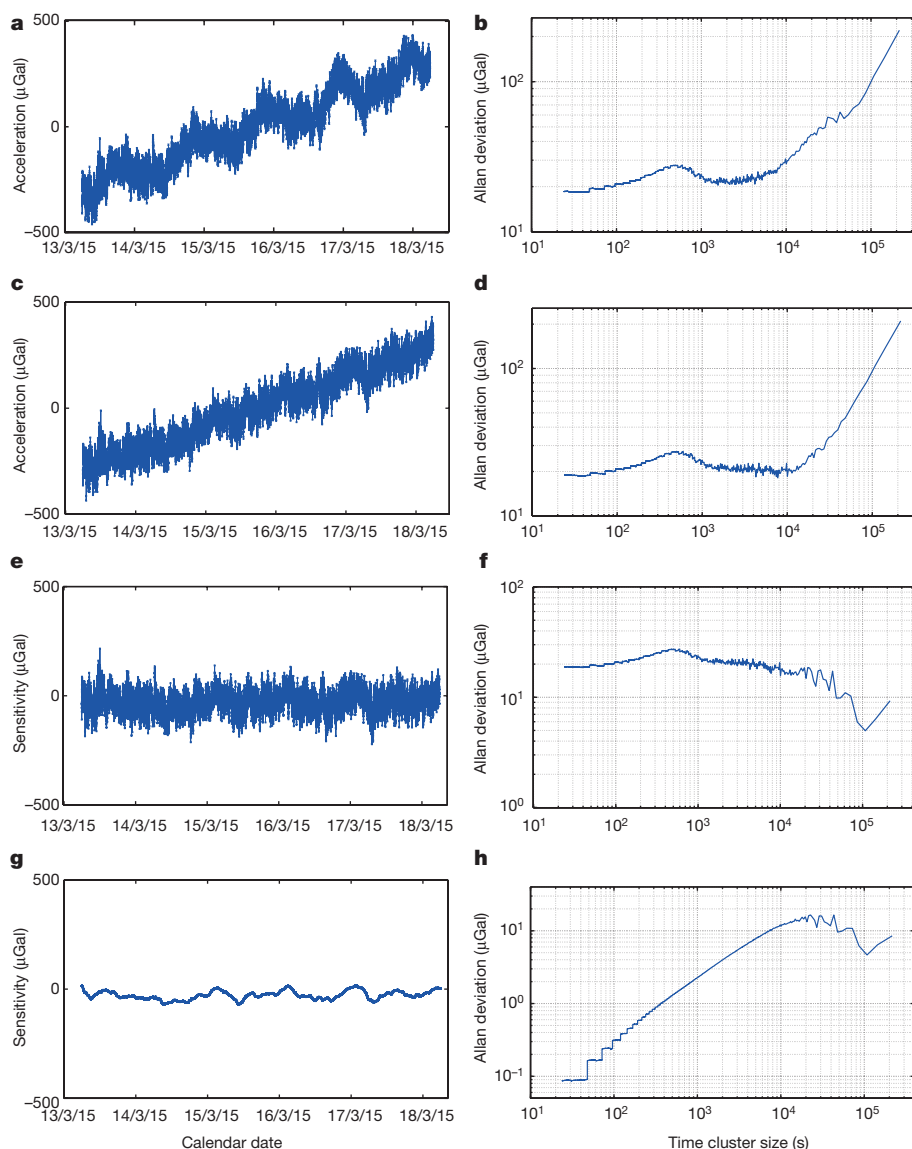 a
Acceleration (μGal)
500
0
–500
13/3/15 14/3/15 15/3/15 16/3/15 17/3/15 18/3/15
b
Allan deviation (μGal)
10²
10¹
10¹ 10² 10³ 10⁴ 10⁵
c
Acceleration (μGal)
500
0
–500
13/3/15 14/3/15 15/3/15 16/3/15 17/3/15 18/3/15
d
Allan deviation (μGal)
10²
10¹
10¹ 10² 10³ 10⁴ 10⁵
e
Sensitivity (μGal)
500
0
–500
13/3/15 14/3/15 15/3/15 16/3/15 17/3/15 18/3/15
f
Allan deviation (μGal)
10²
10¹
10⁰
10¹ 10² 10³ 10⁴ 10⁵
g
Sensitivity (μGal)
500
0
–500
13/3/15 14/3/15 15/3/15 16/3/15 17/3/15 18/3/15
Calendar date
h
Allan deviation (μGal)
10¹
10⁰
10⁻¹
10¹ 10² 10³ 10⁴ 10⁵
Time cluster size (s)